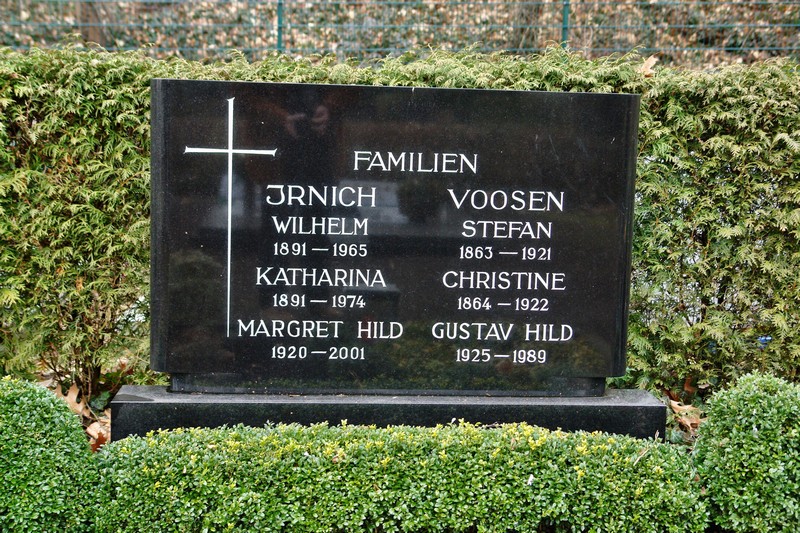 FAMILIEN
JRNICH VOOSEN
WILHELM STEFAN
1891 — 1965 1863 — 1921
KATHARINA CHRISTINE
1891 — 1974 1864 — 1922
MARGRET HILD GUSTAV HILD
1920 — 2001 1925 — 1989